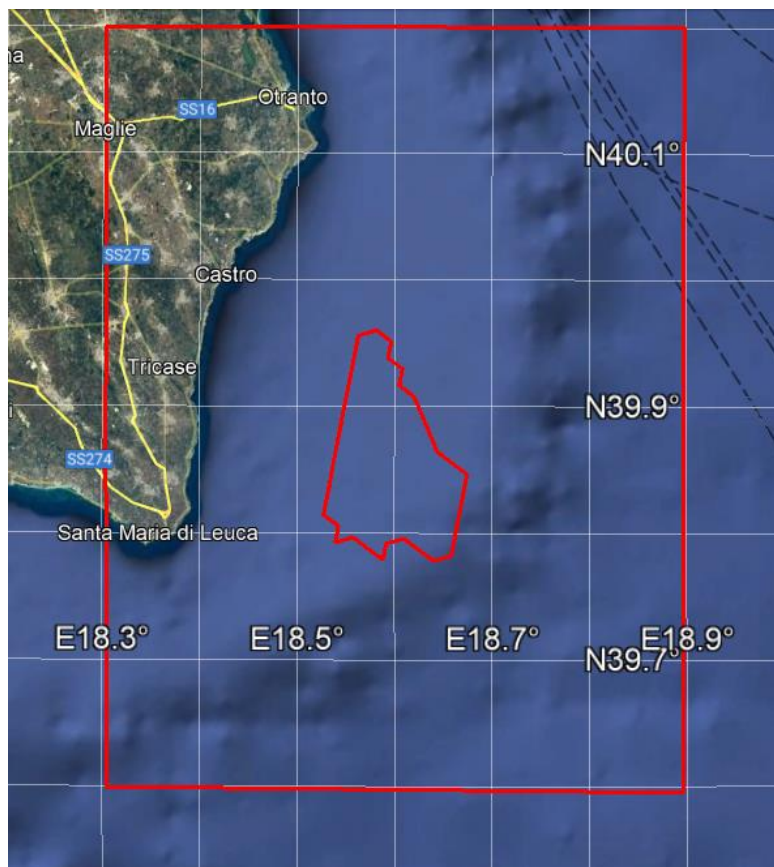 na
SS16
Otranto
Maglie
N40.1°
SS275
Castro
Tricase
N39.9°
i
SS274
Santa Maria di Leuca
E18.3°
E18.5°
E18.7°
E18.9°
N39.7°